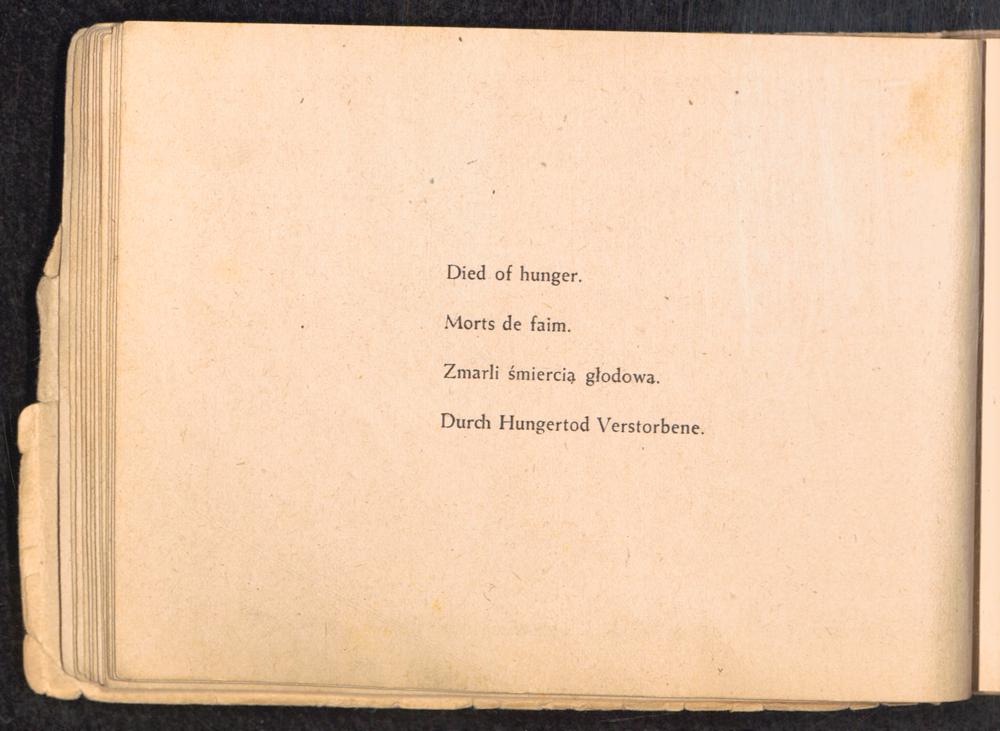 Died of hunger.
Morts de faim.
Zmarli śmiercią głodowa.
Durch Hungertod Verstorbene.